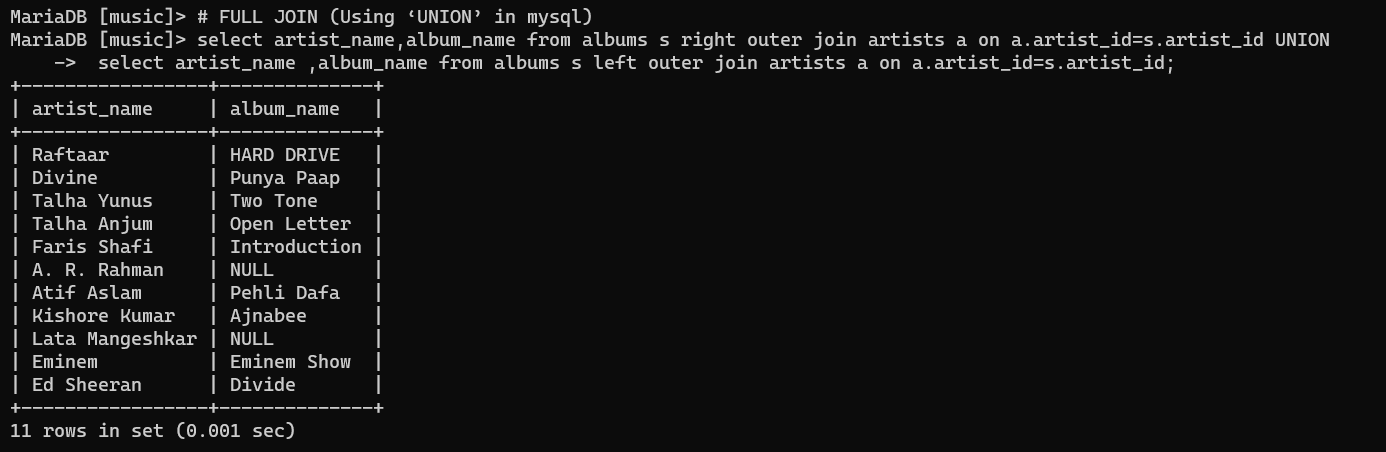 MariaDB [music]> # FULL JOIN (Using ‘UNION’ in mysql)
MariaDB [music]> select artist_name,album_name from albums s right outer join artists a on a.artist_id=s.artist_id UNION
    ->  select artist_name ,album_name from albums s left outer join artists a on a.artist_id=s.artist_id;
+-----------------+--------------+
| artist_name     | album_name   |
+-----------------+--------------+
| Raftaar         | HARD DRIVE   |
| Divine          | Punya Paap   |
| Talha Yunus     | Two Tone     |
| Talha Anjum     | Open Letter  |
| Faris Shafi     | Introduction |
| A. R. Rahman    | NULL         |
| Atif Aslam      | Pehli Dafa   |
| Kishore Kumar   | Ajnabee      |
| Lata Mangeshkar | NULL         |
| Eminem          | Eminem Show  |
| Ed Sheeran      | Divide       |
+-----------------+--------------+
11 rows in set (0.001 sec)